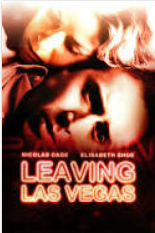 NICOLAS CAGE ELISABETH SHUE
LEAVING
LAS VEGAS